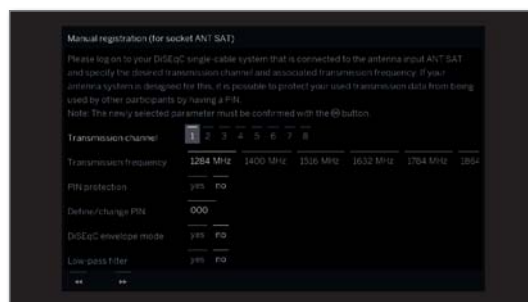 Manual registration (for socket ANT SAT)
Please log on to your DiSEqC single-cable system that is connected to the antenna input ANT SAT
and specify the desired transmission channel and associated transmission frequency. If your
antenna system is designed for this, it is possible to protect your used transmission data from being
used by other participants by having a PIN.
Note: The newly selected parameter must be confirmed with the button.
Transmission channel 1 2 3 4 5 6 7 8
Transmission frequency 1284 MHz 1400 MHz 1516 MHz 1632 MHz 1784 MHz 1864
PIN protection yes no
Define/change PIN 000
DiSEqC envelope mode yes no
Low-pass filter yes no